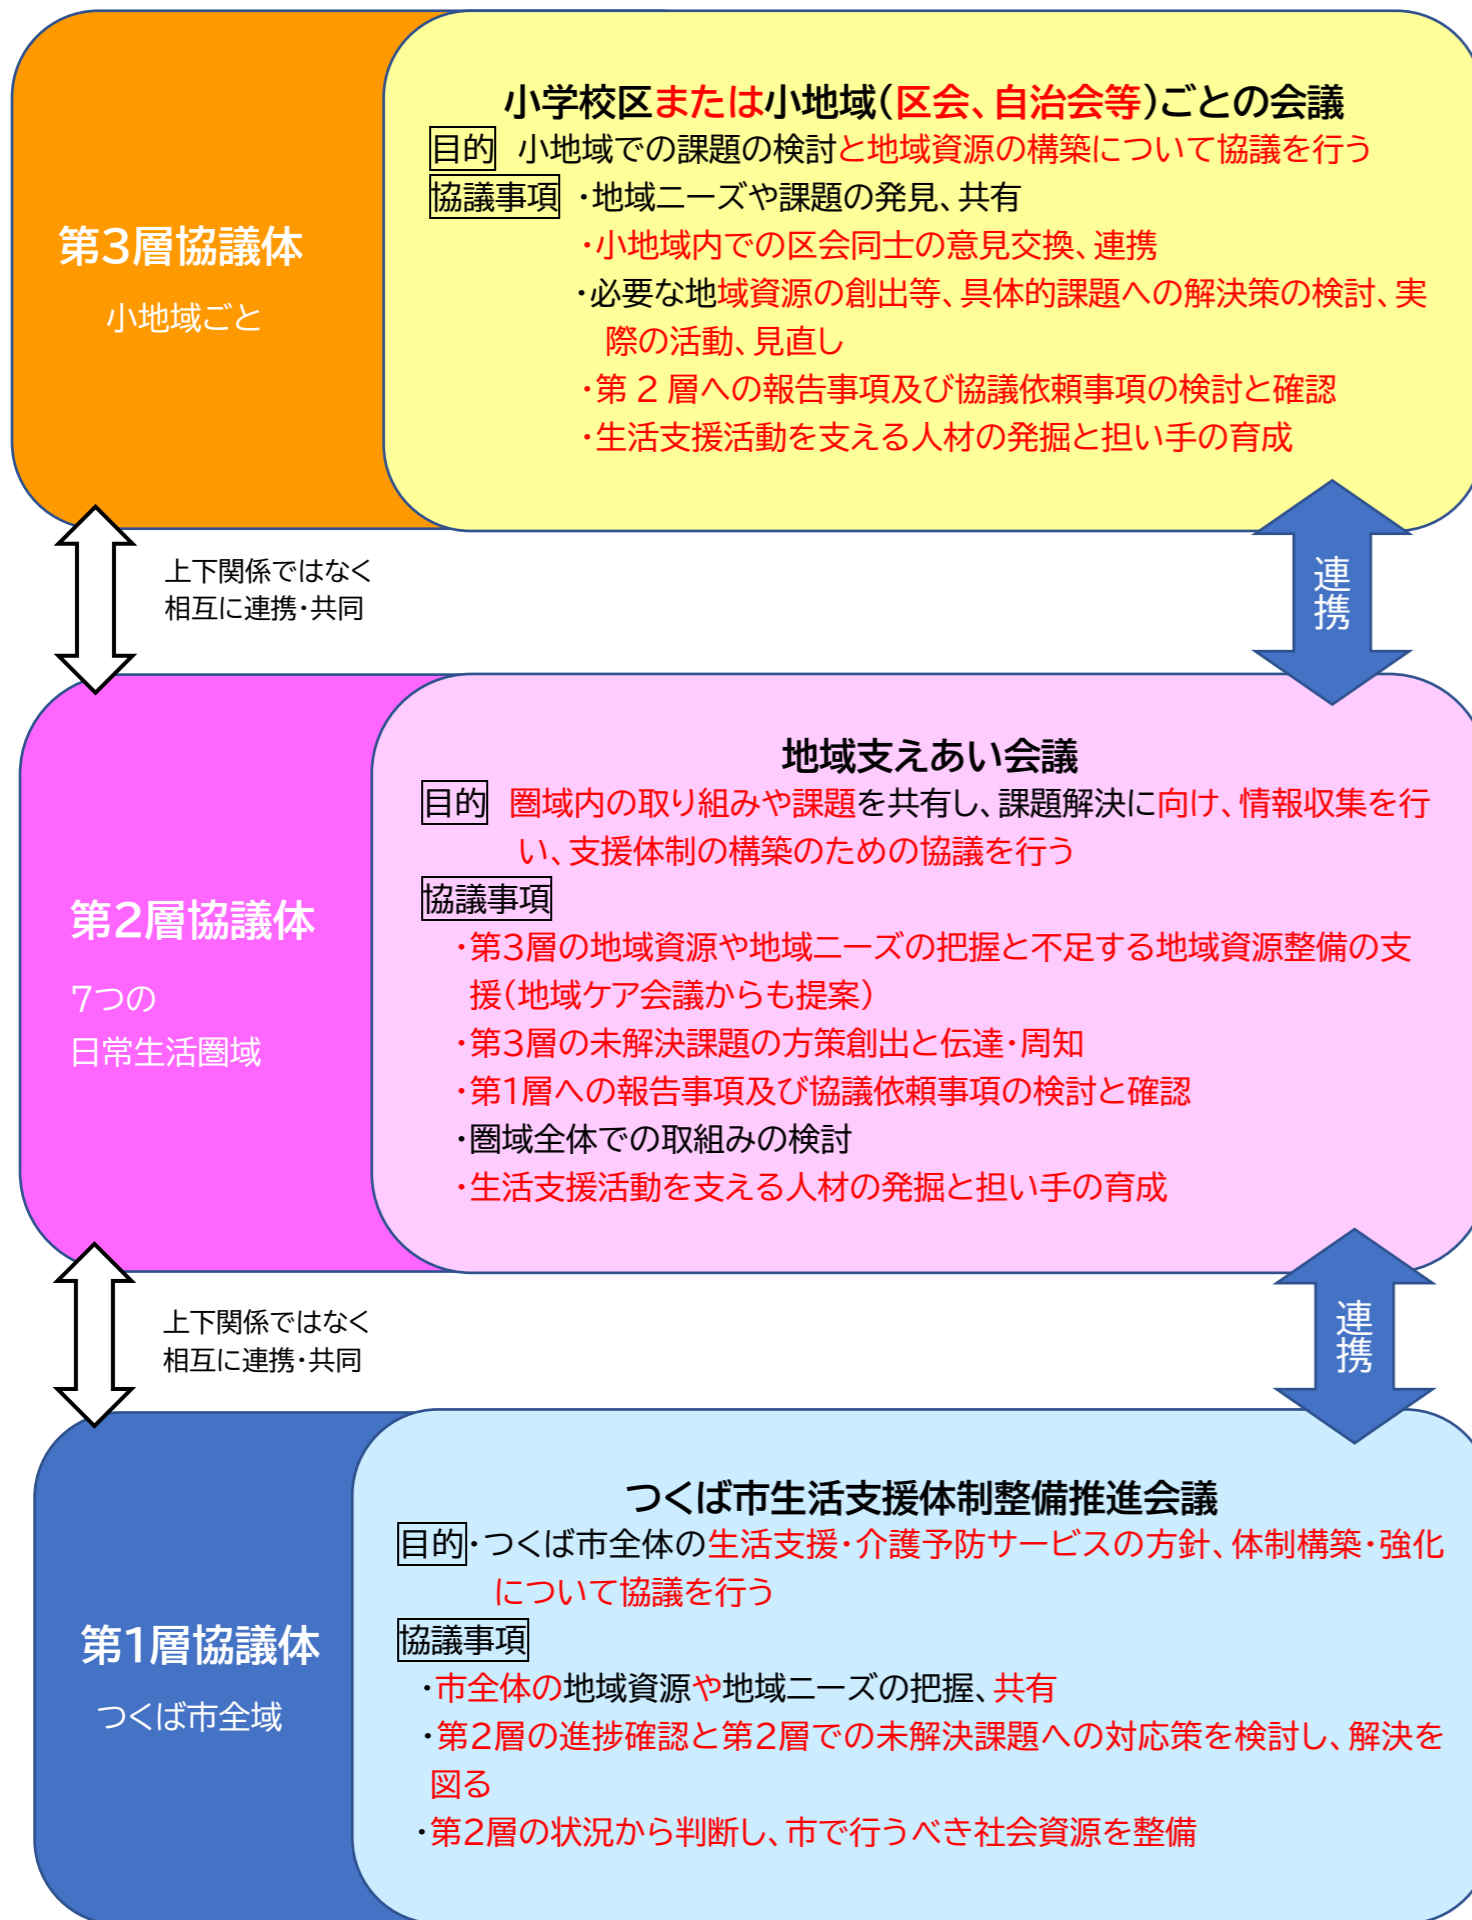 第3層協議体
小地域ごと
小学校区または小地域(区会、自治会等)ごとの会議
目的 小地域での課題の検討と地域資源の構築について協議を行う
協議事項 ・地域ニーズや課題の発見、共有
・小地域内での区会同士の意見交換、連携
・必要な地域資源の創出等、具体的課題への解決策の検討、実
際の活動、見直し
・第 2 層への報告事項及び協議依頼事項の検討と確認
・生活支援活動を支える人材の発掘と担い手の育成
上下関係ではなく
相互に連携・共同
連携
第2層協議体
7つの
日常生活圏域
地域支えあい会議
目的 圏域内の取り組みや課題を共有し、課題解決に向け、情報収集を行
い、支援体制の構築のための協議を行う
協議事項
・第3層の地域資源や地域ニーズの把握と不足する地域資源整備の支
援(地域ケア会議からも提案)
・第3層の未解決課題の方策創出と伝達・周知
・第1層への報告事項及び協議依頼事項の検討と確認
・圏域全体での取組みの検討
・生活支援活動を支える人材の発掘と担い手の育成
上下関係ではなく
相互に連携・共同
連携
第1層協議体
つくば市全域
つくば市生活支援体制整備推進会議
目的・つくば市全体の生活支援・介護予防サービスの方針、体制構築・強化
について協議を行う
協議事項
・市全体の地域資源や地域ニーズの把握、共有
・第2層の進捗確認と第2層での未解決課題への対応策を検討し、解決を
図る
・第2層の状況から判断し、市で行うべき社会資源を整備